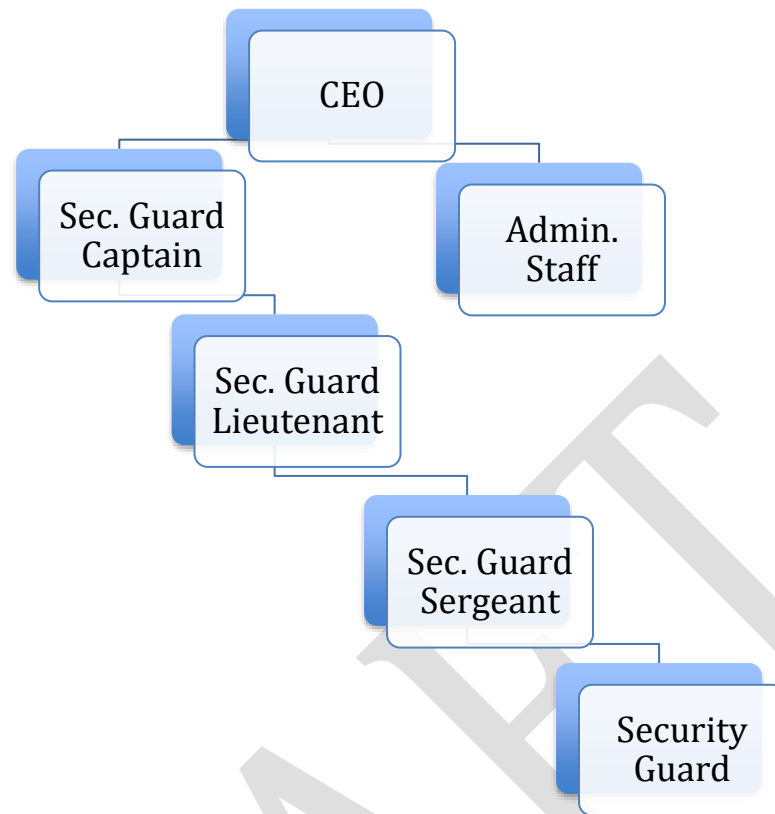 CEO
Sec. Guard
Captain
Admin.
Staff
Sec. Guard
Lieutenant
Sec. Guard
Sergeant
Security
Guard